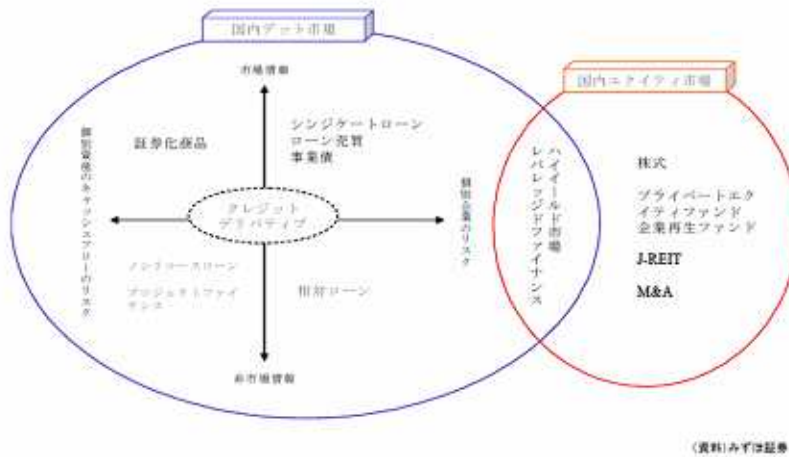 国内デット市場
国内エクイティ市場
市場情報
証券化商品
シンジケートローン
ローン売買
事業債
個別資産のキャッシュフローのリスク
クレジット
デリバティブ
個別企業のリスク
ハイイールド市場
レバレッジドファイナンス
株式
プライベートエク
イティファンド
企業再生ファンド
J-REIT
M&A
ノンリコースローン
プロジェクトファイ
ナンス
相対ローン
非市場情報
(資料)みずほ証券